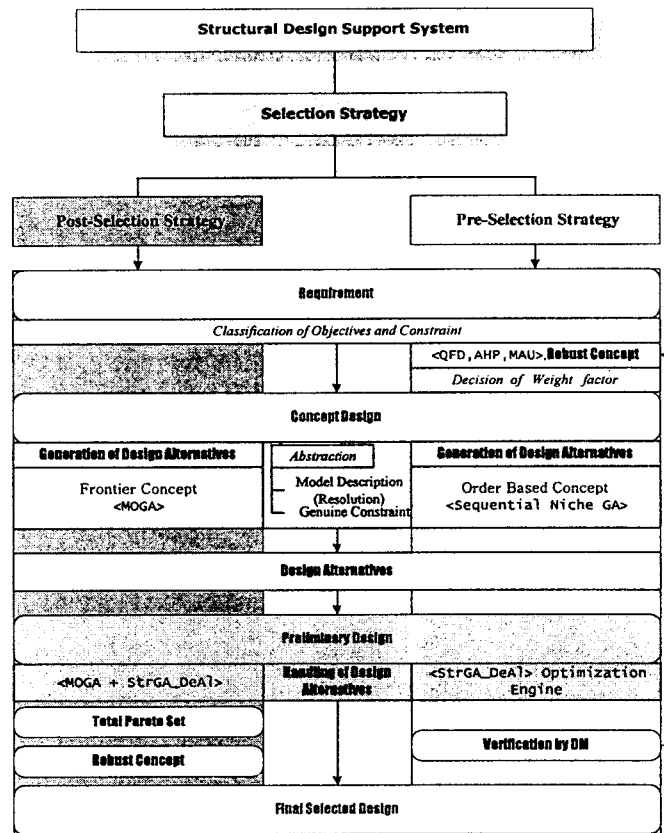 Structural Design Support System
Selection Strategy
Post-Selection Strategy
Pre-Selection Strategy
Requirement
Classification of Objectives and Constraint
<QFD,AHP,MAU>,Robust Concept
Decision of Weight factor
Concept Design
Generation of Design Alternatives
Frontier Concept
<MOGA>
Abstraction
Model Description
(Resolution)
Genuine Constraint
Generation of Design Alternatives
Order Based Concept
<Sequential Niche GA>
Design Alternatives
Preliminary Design
<MOGA + StrGA_DeAl>
Handling of Design
Alternatives
<StrGA_DeAl> Optimization
Engine
Total Pareto Set
Robust Concept
Verification by DM
Final Selected Design